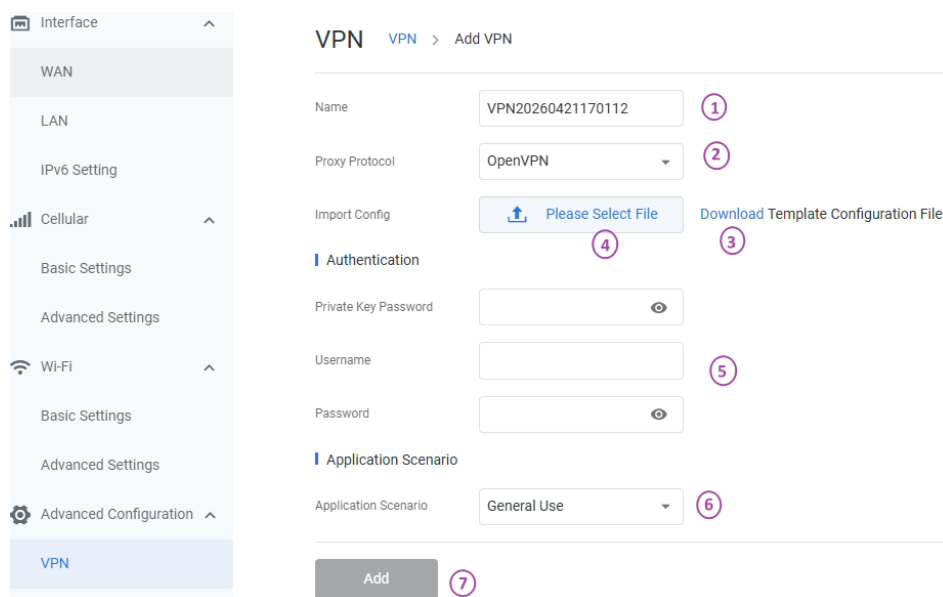 Interface
WAN
LAN
IPv6 Setting
Cellular
Basic Settings
Advanced Settings
Wi-Fi
Basic Settings
Advanced Settings
Advanced Configuration
VPN
VPN VPN > Add VPN
Name VPN20260421170112 1
Proxy Protocol OpenVPN 2
Import Config Please Select File Download Template Configuration File
4 3
Authentication
Private Key Password
Username
5
Password
Application Scenario
Application Scenario General Use 6
Add 7